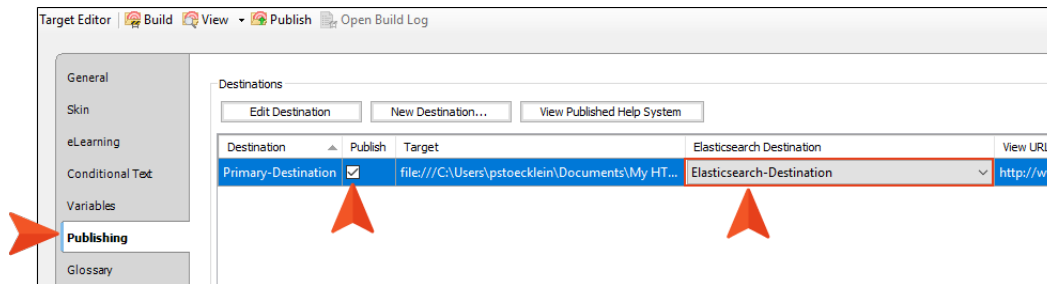 Target Editor Build View Publish Open Build Log
General
Skin
eLearning
Conditional Text
Variables
Publishing
Glossary
Destinations
Edit Destination New Destination... View Published Help System
Destination Publish Target Elasticsearch Destination View URL
Primary-Destination file:///C:\Users\pstoecklein\Documents\My HT... Elasticsearch-Destination http://w